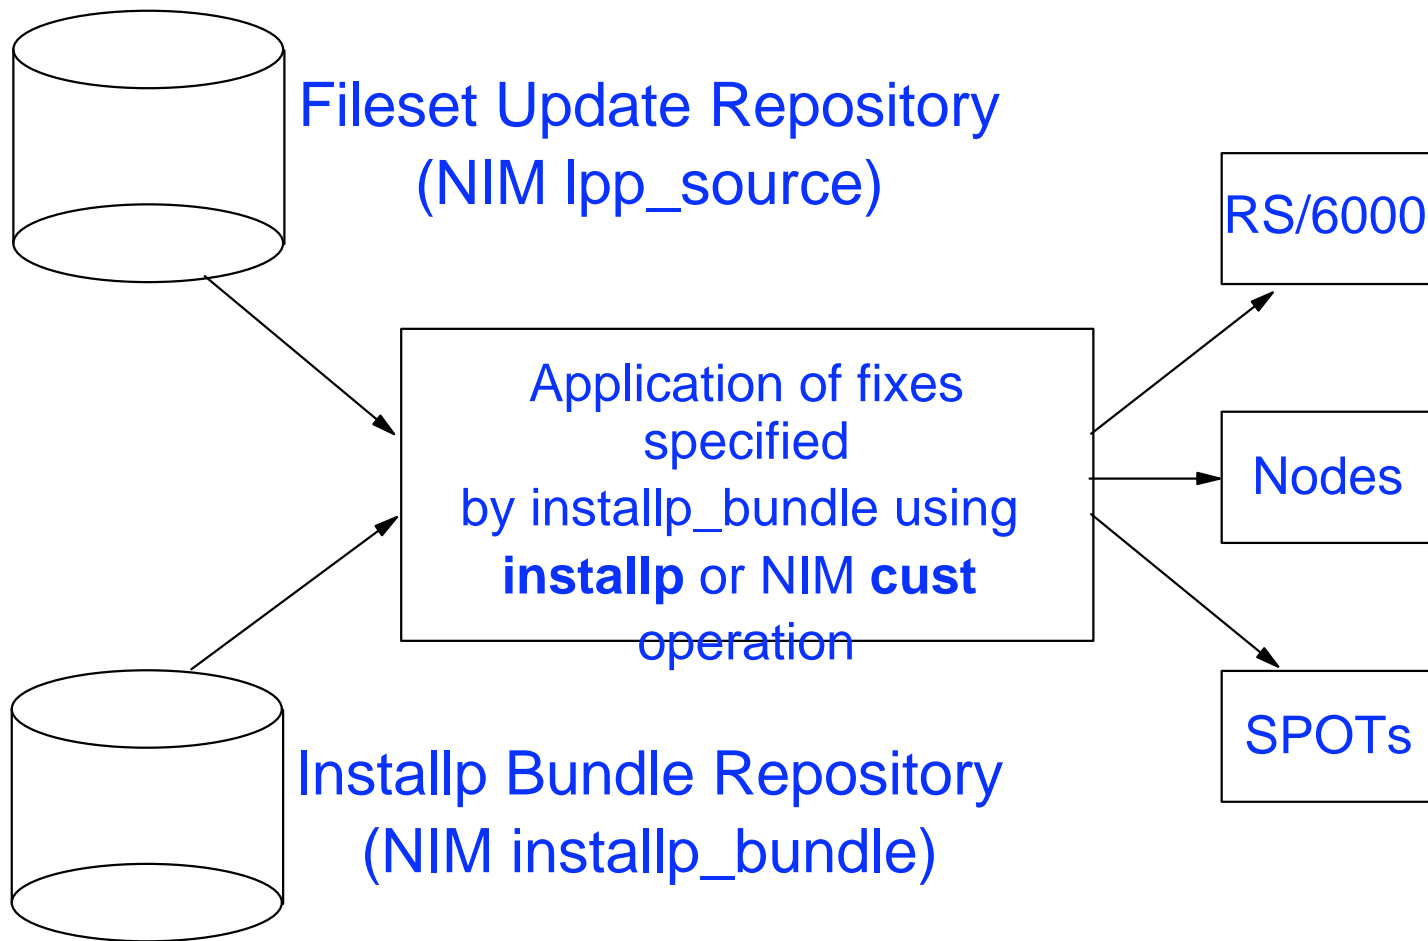 Fileset Update Repository
(NIM lpp_source)
RS/6000
Application of fixes
specified
by installp_bundle using
installp or NIM cust
operation
Nodes
SPOTs
Installp Bundle Repository
(NIM installp_bundle)